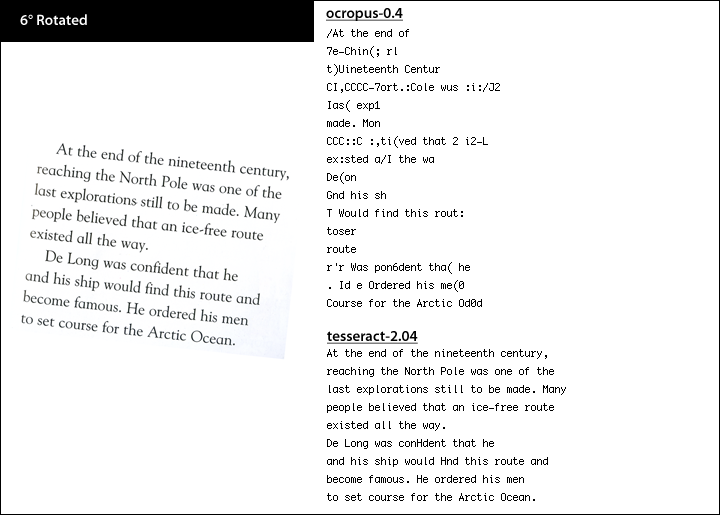 6° Rotated
At the end of the nineteenth century,
reaching the North Pole was one of the
last explorations still to be made. Many
people believed that an ice-free route
existed all the way.
De Long was confident that he
and his ship would find this route and
become famous. He ordered his men
to set course for the Arctic Ocean.
ocropus-0.4
/At the end of
7e-Chin(; rl
t)Uineteenth Centur
CI,CCCC-7ort.:Cole wus :i:/J2
Ias( exp1
made. Mon
CCC::C :,ti(ved that 2 i2-L
ex:sted a/I the wa
De(on
Gnd his sh
T Would find this rout:
toser
route
r'r Was pon6dent tha( he
. Id e Ordered his me(0
Course for the Arctic Od0d
tesseract-2.04
At the end of the nineteenth century,
reaching the North Pole was one of the
last explorations still to be made. Many
people believed that an ice-free route
existed all the way.
De Long was conHdent that he
and his ship would Hnd this route and
become famous. He ordered his men
to set course for the Arctic Ocean.